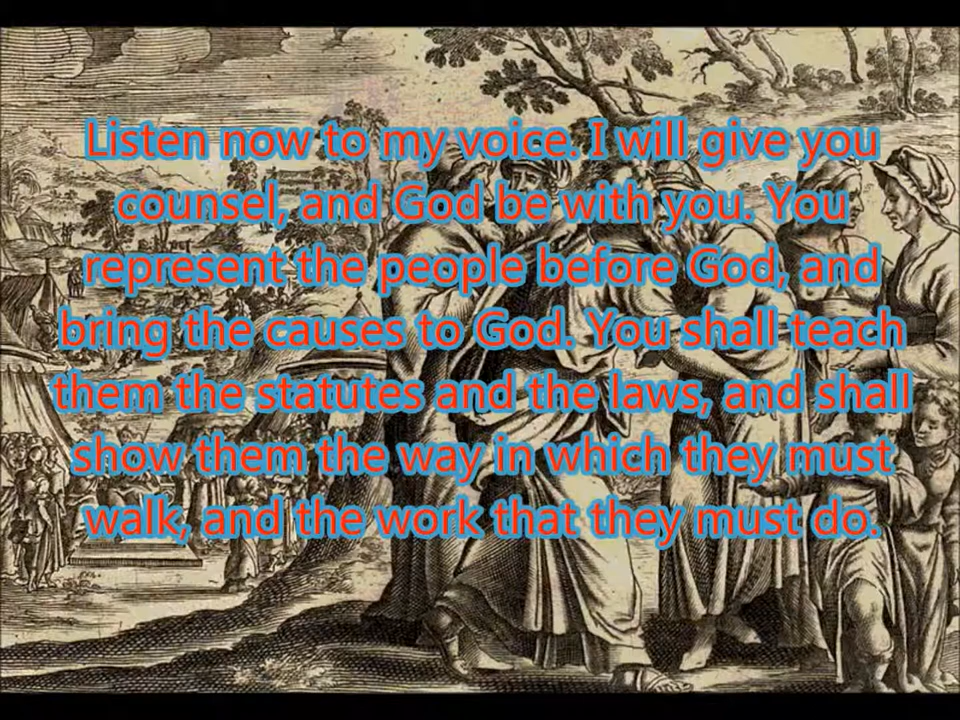 Listen now to my voice. I will give you
counsel, and God be with you. You
represent the people before God, and
bring the causes to God. You shall teach
them the statutes and the laws, and shall
show them the way in which they must
walk, and the work that they must do.